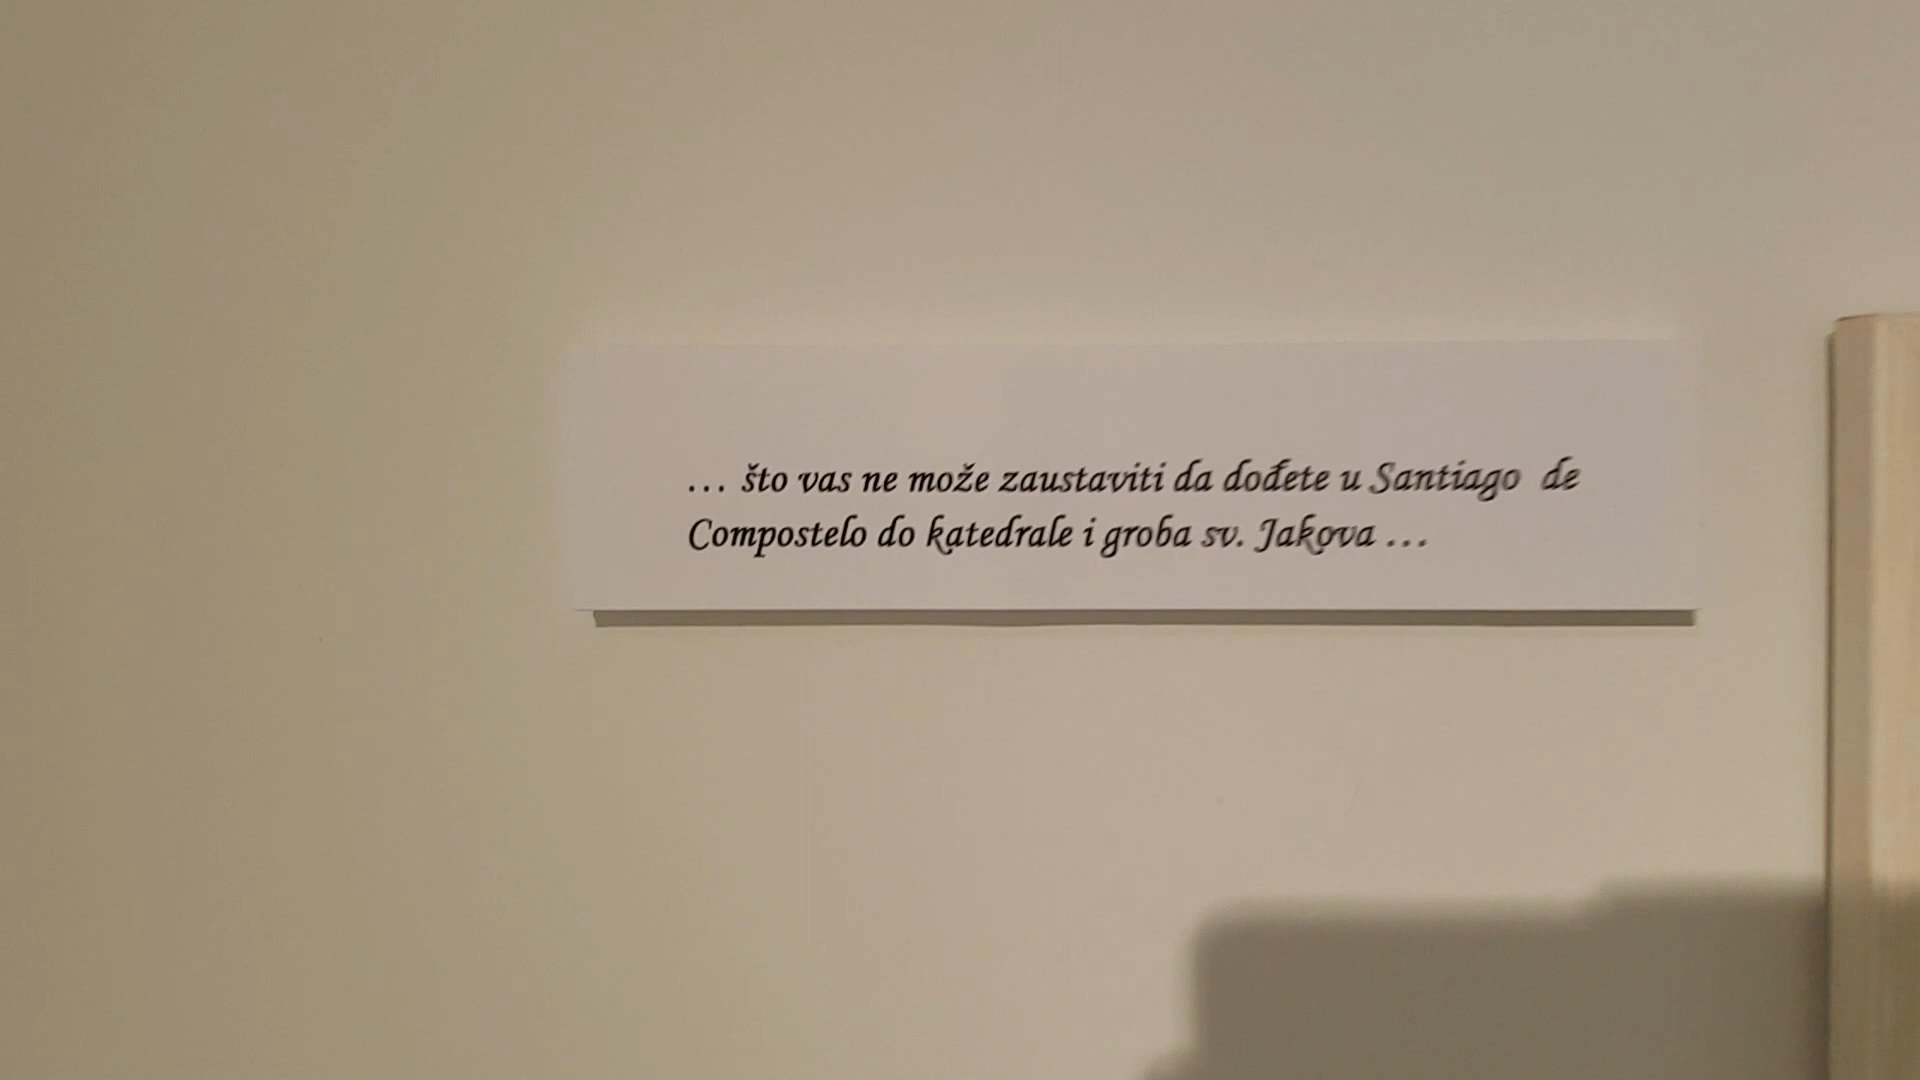 ... što vas ne može zaustaviti da dođete u Santiago de
Compostelo do katedrale i groba sv. Jakova ...